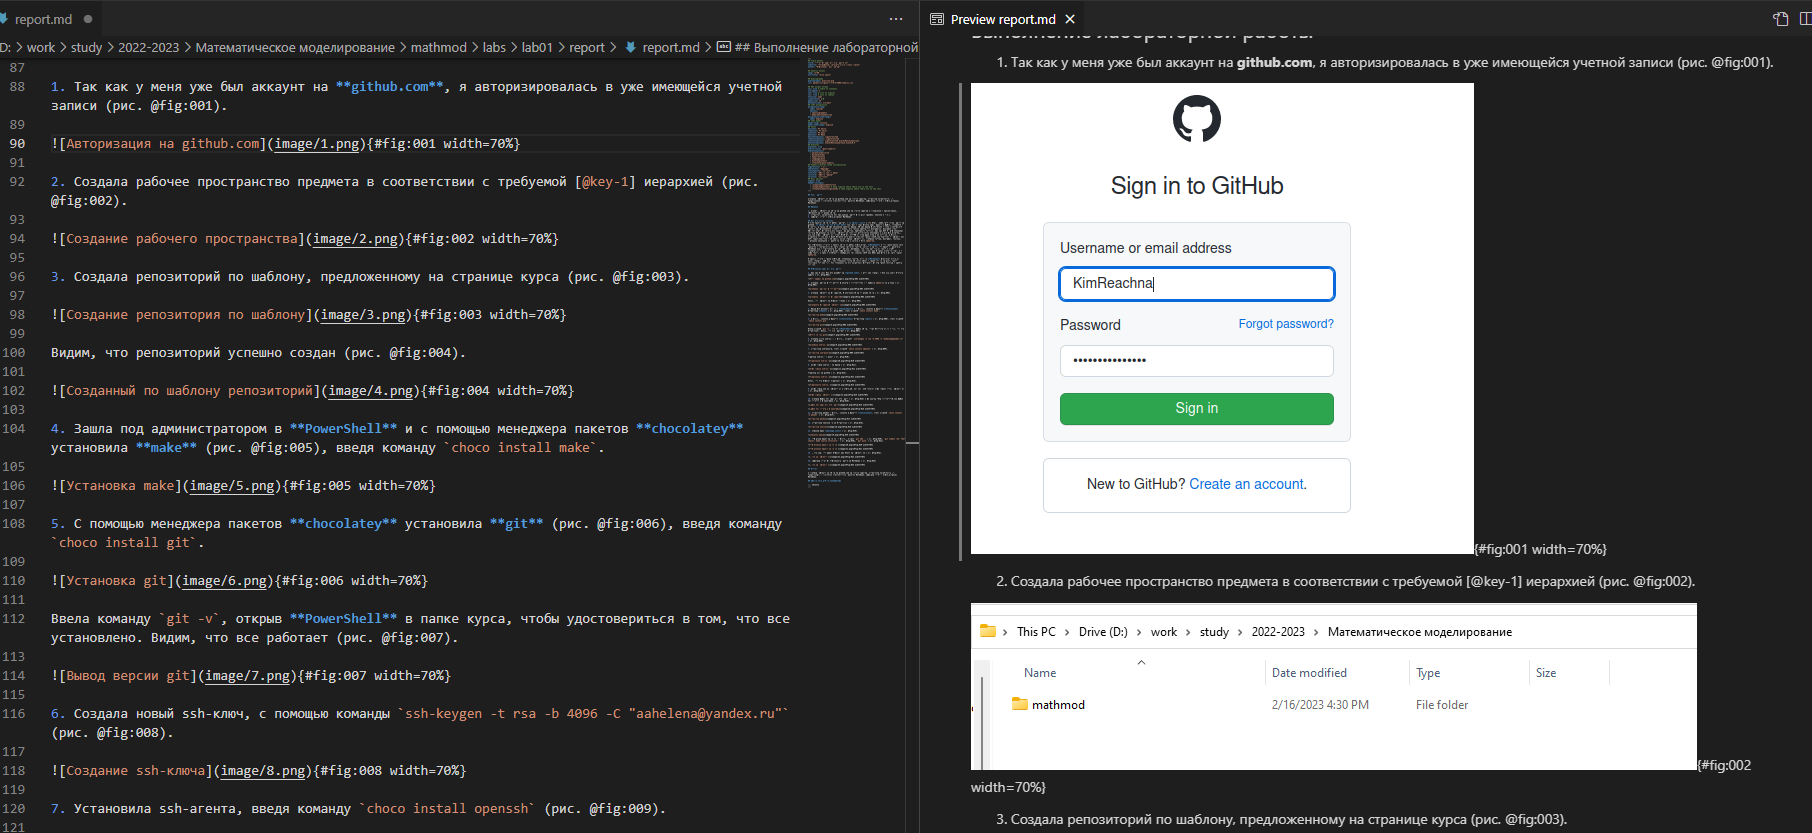 report.md
D: > work > study > 2022-2023 > Математическое моделирование > mathmod > labs > lab01 > report > report.md > ## Выполнение лабораторной
87
88 1. Так как у меня уже был аккаунт на **github.com**, я авторизировалась в уже имеющейся учетной
записи (рис. @fig:001).
89
90 ![Авторизация на github.com](image/1.png){#fig:001 width=70%}
91
92 2. Создала рабочее пространство предмета в соответствии с требуемой [@key-1] иерархией (рис.
@fig:002).
93
94 ![Создание рабочего пространства](image/2.png){#fig:002 width=70%}
95
96 3. Создала репозиторий по шаблону, предложенному на странице курса (рис. @fig:003).
97
98 ![Создание репозитория по шаблону](image/3.png){#fig:003 width=70%}
99
100 Видим, что репозиторий успешно создан (рис. @fig:004).
101
102 ![Созданный по шаблону репозиторий](image/4.png){#fig:004 width=70%}
103
104 4. Зашла под администратором в **PowerShell** и с помощью менеджера пакетов **chocolatey**
установила **make** (рис. @fig:005), введя команду `choco install make`.
105
106 ![Установка make](image/5.png){#fig:005 width=70%}
107
108 5. С помощью менеджера пакетов **chocolatey** установила **git** (рис. @fig:006), введя команду
`choco install git`.
109
110 ![Установка git](image/6.png){#fig:006 width=70%}
111
112 Ввела команду `git -v`, открыв **PowerShell** в папке курса, чтобы удостовериться в том, что все
установлено. Видим, что все работает (рис. @fig:007).
113
114 ![Вывод версии git](image/7.png){#fig:007 width=70%}
115
116 6. Создала новый ssh-ключ, с помощью команды `ssh-keygen -t rsa -b 4096 -C "aahelena@yandex.ru"`
(рис. @fig:008).
117
118 ![Создание ssh-ключа](image/8.png){#fig:008 width=70%}
119
120 7. Установила ssh-агента, введя команду `choco install openssh` (рис. @fig:009).
121
Preview report.md
Выполнение лабораторной работы
1. Так как у меня уже был аккаунт на github.com, я авторизировалась в уже имеющейся учетной записи (рис. @fig:001).
Sign in to GitHub
Username or email address
KimReachna
Password Forgot password?
•••••••••••••••
Sign in
New to GitHub? Create an account.
{#fig:001 width=70%}
2. Создала рабочее пространство предмета в соответствии с требуемой [@key-1] иерархией (рис. @fig:002).
This PC > Drive (D:) > work > study > 2022-2023 > Математическое моделирование
Name Date modified Type Size
mathmod 2/16/2023 4:30 PM File folder
{#fig:002
width=70%}
3. Создала репозиторий по шаблону, предложенному на странице курса (рис. @fig:003).